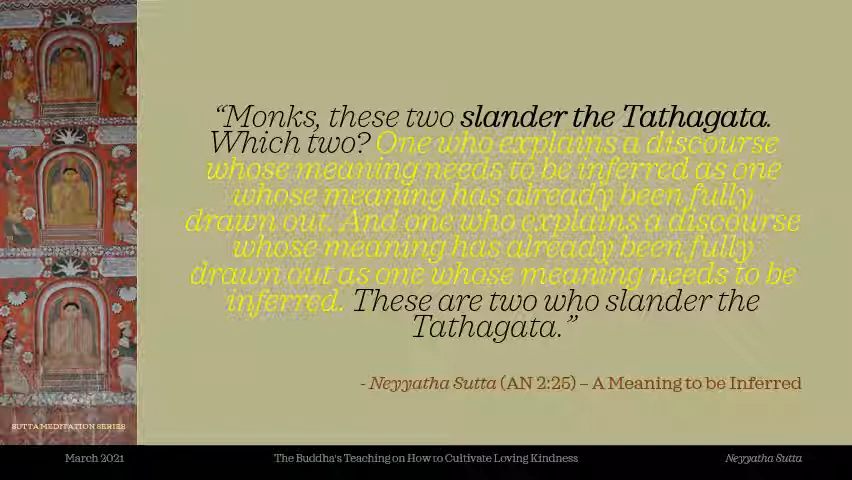 “Monks, these two slander the Tathagata.
Which two? One who explains a discourse
whose meaning needs to be inferred as one
whose meaning has already been fully
drawn out. And one who explains a discourse
whose meaning has already been fully
drawn out as one whose meaning needs to be
inferred. These are two who slander the
Tathagata.”
- Neyyatha Sutta (AN 2:25) – A Meaning to be Inferred
SUTTA MEDITATION SERIES
March 2021
The Buddha's Teaching on How to Cultivate Loving Kindness
Neyyatha Sutta